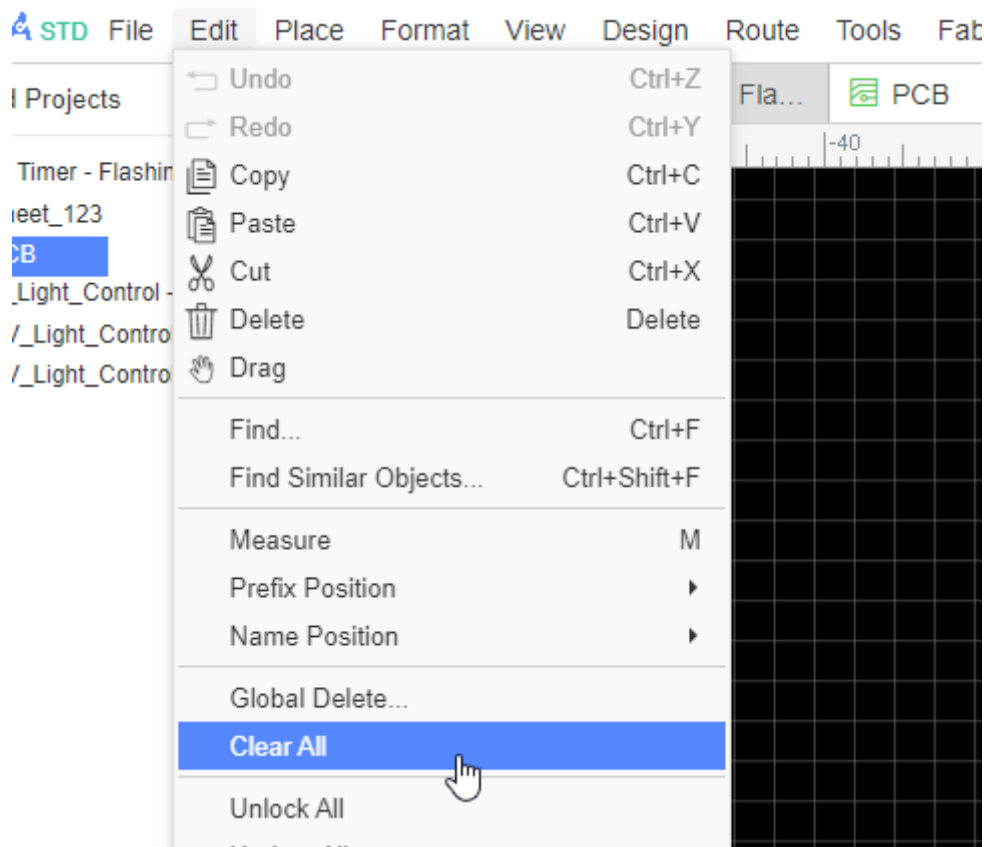 STD File Edit Place Format View Design Route Tools Fab
Projects
Undo Ctrl+Z
Fla... PCB
Redo Ctrl+Y
-40
Timer - Flashin
Copy Ctrl+C
eet_123
Paste Ctrl+V
CB
Cut Ctrl+X
_Light_Control -
Delete Delete
_Light_Contro
_Light_Contro
Drag
Find... Ctrl+F
Find Similar Objects... Ctrl+Shift+F
Measure M
Prefix Position
Name Position
Global Delete...
Clear All
Unlock All